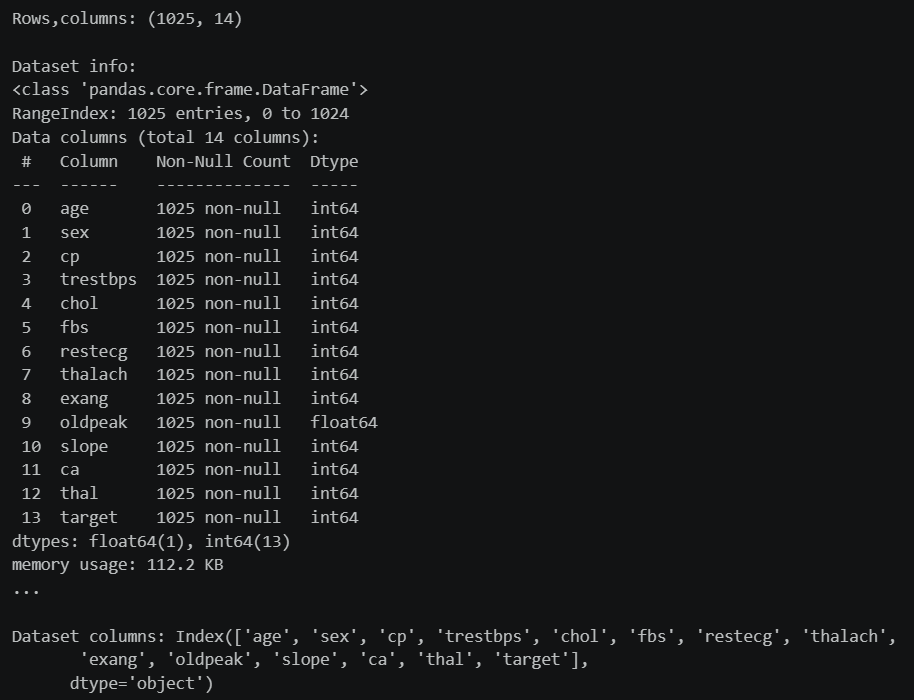 Rows,columns: (1025, 14)
Dataset info:
<class 'pandas.core.frame.DataFrame'>
RangeIndex: 1025 entries, 0 to 1024
Data columns (total 14 columns):
 #   Column    Non-Null Count  Dtype
---  ------    --------------  -----
 0   age       1025 non-null   int64
 1   sex       1025 non-null   int64
 2   cp        1025 non-null   int64
 3   trestbps  1025 non-null   int64
 4   chol      1025 non-null   int64
 5   fbs       1025 non-null   int64
 6   restecg   1025 non-null   int64
 7   thalach   1025 non-null   int64
 8   exang     1025 non-null   int64
 9   oldpeak   1025 non-null   float64
 10  slope     1025 non-null   int64
 11  ca        1025 non-null   int64
 12  thal      1025 non-null   int64
 13  target    1025 non-null   int64
dtypes: float64(1), int64(13)
memory usage: 112.2 KB
...
Dataset columns: Index(['age', 'sex', 'cp', 'trestbps', 'chol', 'fbs', 'restecg', 'thalach',
       'exang', 'oldpeak', 'slope', 'ca', 'thal', 'target'],
      dtype='object')